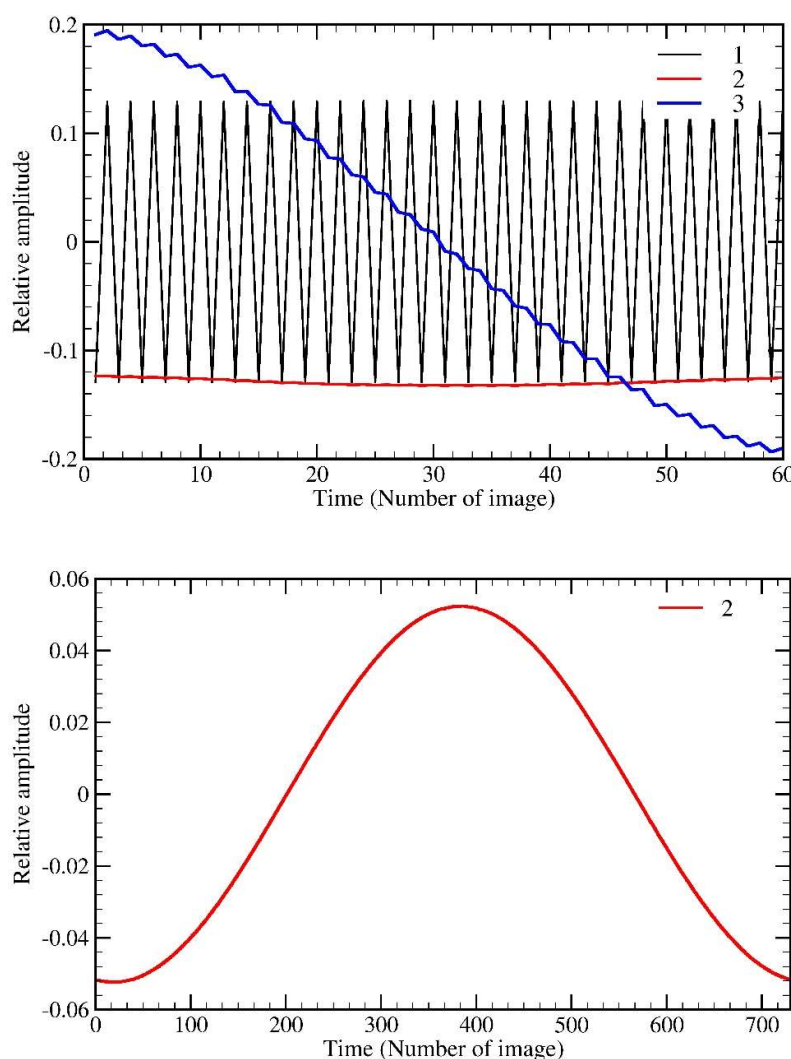 0.2
0.1
0
-0.1
-0.2
Relative amplitude
1
2
3
0 10 20 30 40 50 60
Time (Number of image)
0.06
0.04
0.02
0
-0.02
-0.04
-0.06
Relative amplitude
2
0 100 200 300 400 500 600 700
Time (Number of image)